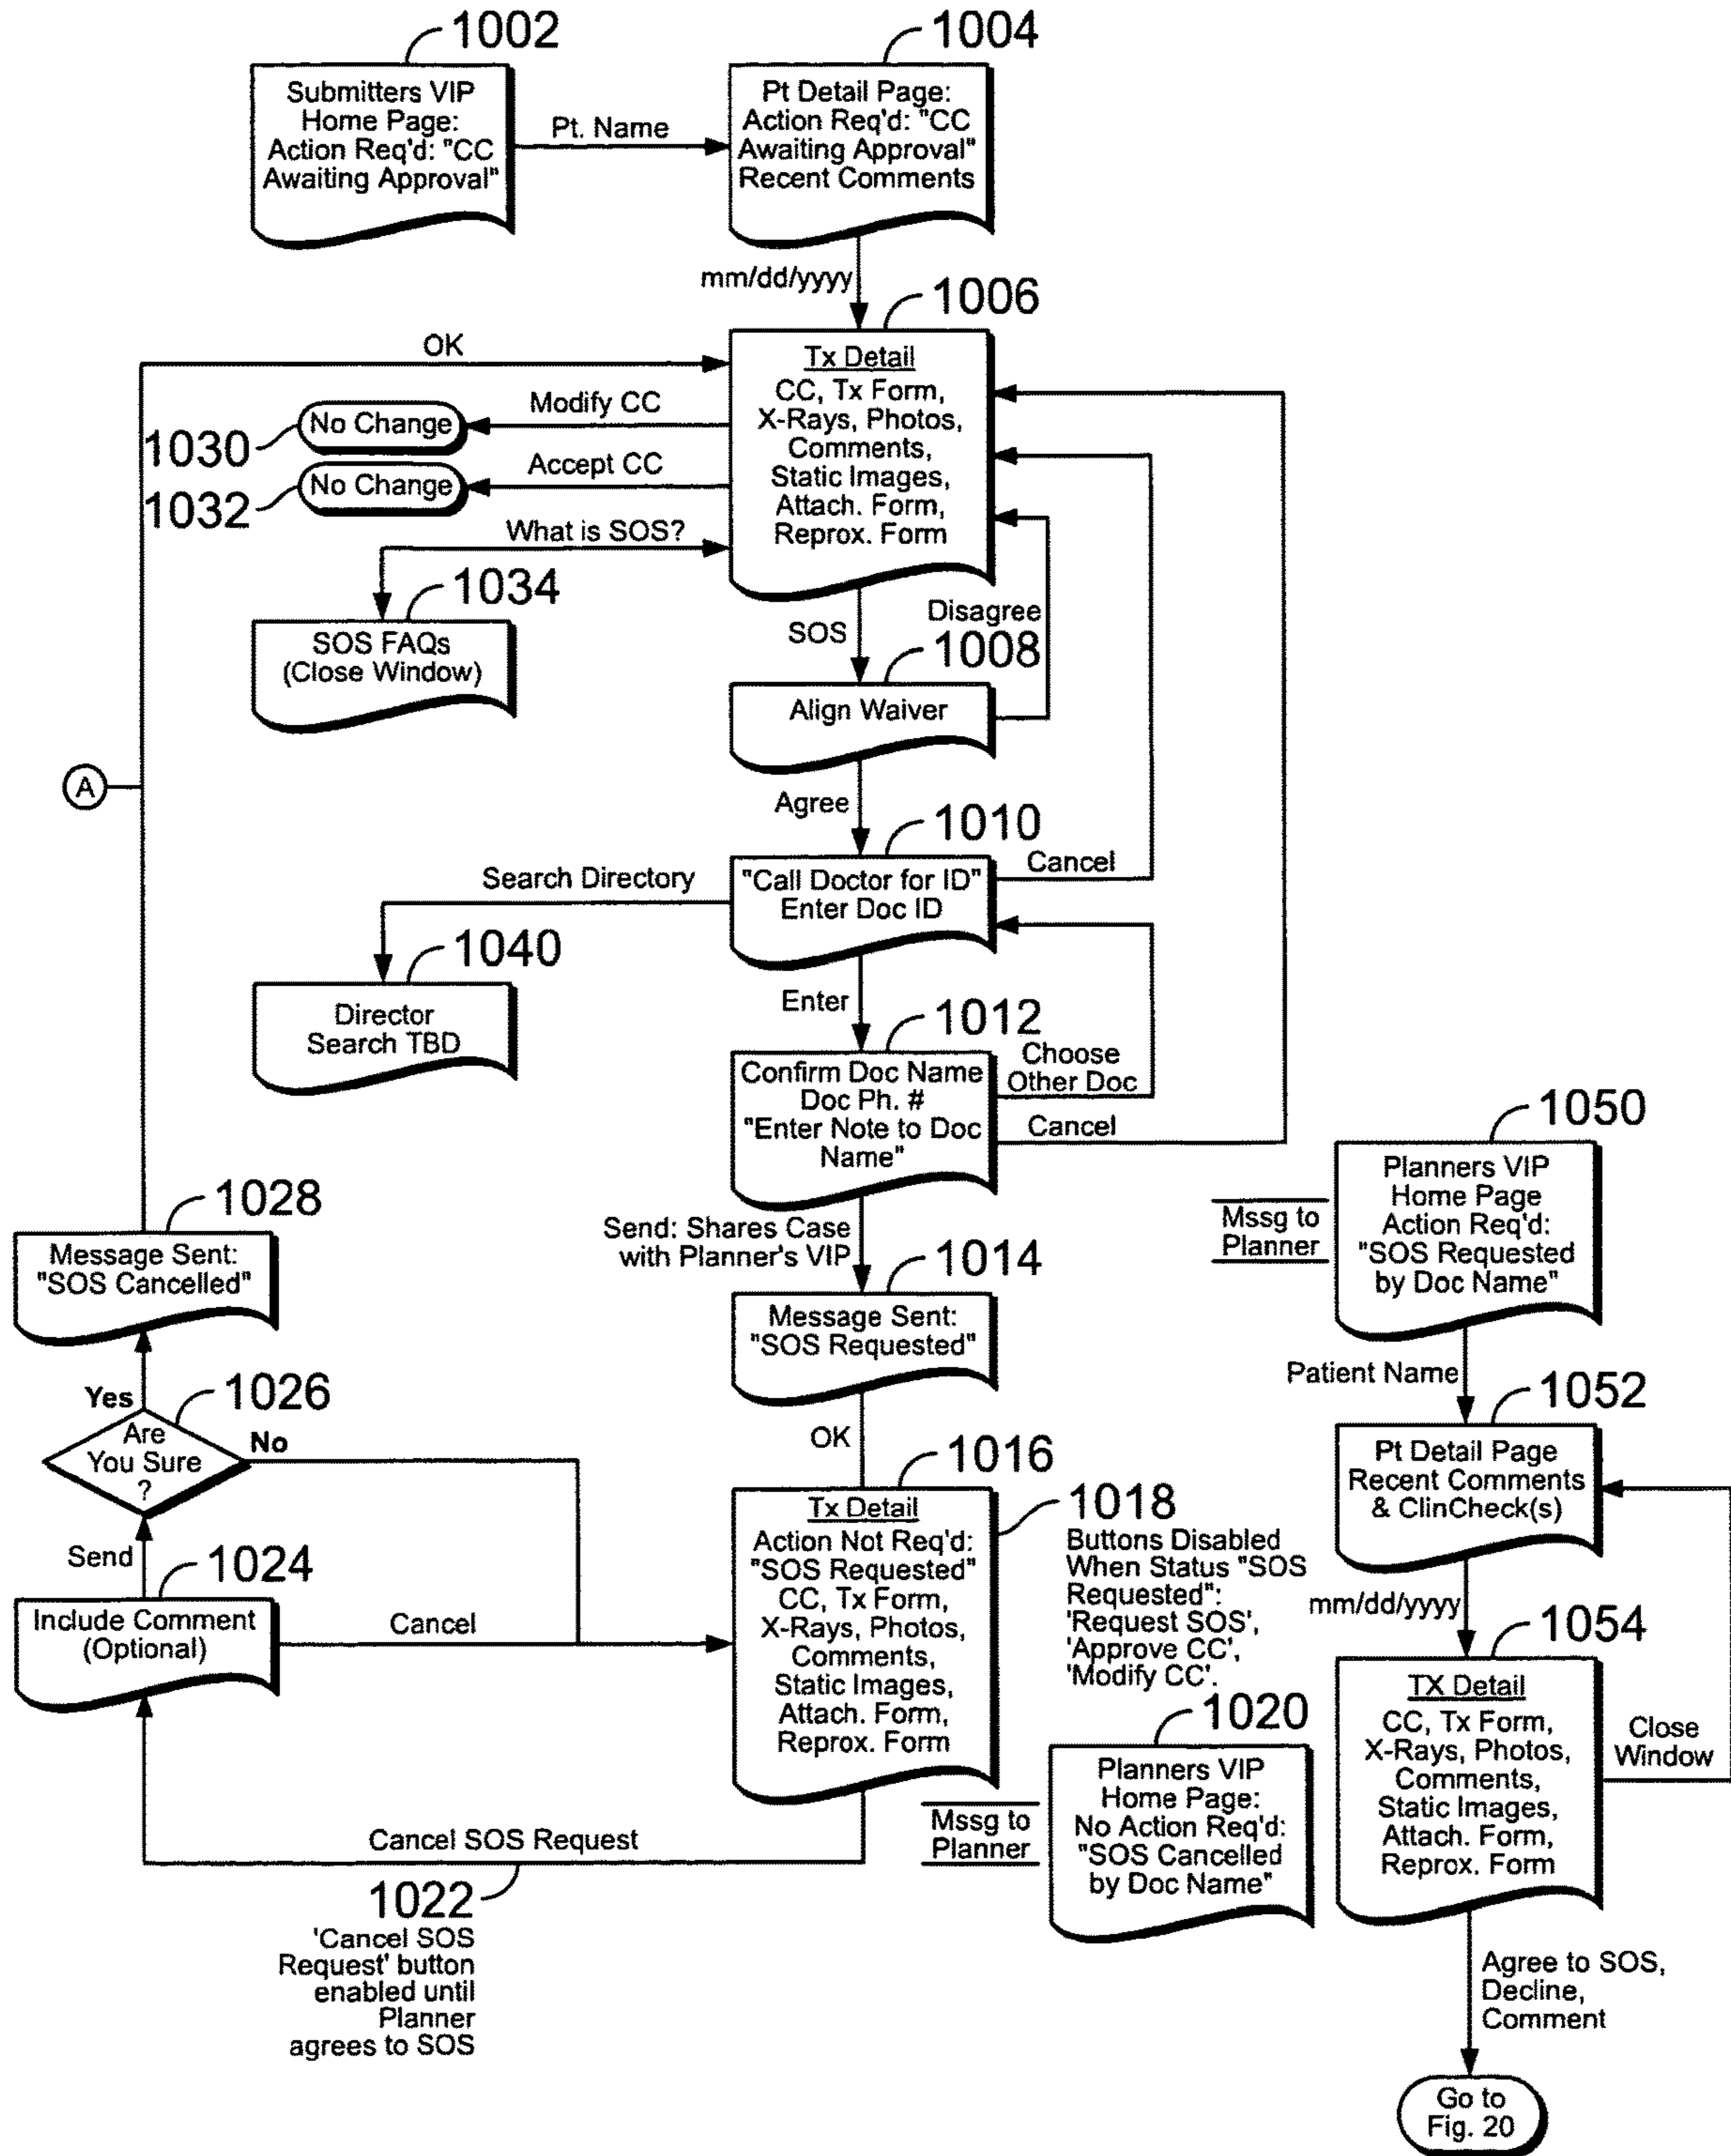 1002
Submitters VIP
Home Page:
Action Req'd: "CC
Awaiting Approval"
Pt. Name
1004
Pt Detail Page:
Action Req'd: "CC
Awaiting Approval"
Recent Comments
mm/dd/yyyy
1006
Tx Detail
CC, Tx Form,
X-Rays, Photos,
Comments,
Static Images,
Attach. Form,
Reprox. Form
OK
Modify CC
No Change
1030
Accept CC
No Change
1032
What is SOS?
1034
SOS FAQs
(Close Window)
SOS
Disagree
1008
Align Waiver
A
Agree
1010
"Call Doctor for ID"
Enter Doc ID
Cancel
Search Directory
1040
Director
Search TBD
Enter
1012
Confirm Doc Name
Doc Ph. #
"Enter Note to Doc
Name"
Choose
Other Doc
Cancel
Send: Shares Case
with Planner's VIP
1014
Message Sent:
"SOS Requested"
OK
1016
Tx Detail
Action Not Req'd:
"SOS Requested"
CC, Tx Form,
X-Rays, Photos,
Comments,
Static Images,
Attach. Form,
Reprox. Form
1018
Buttons Disabled
When Status "SOS
Requested":
'Request SOS',
'Approve CC',
'Modify CC'.
1020
Planners VIP
Home Page:
No Action Req'd:
"SOS Cancelled
by Doc Name"
Mssg to
Planner
Cancel SOS Request
1022
'Cancel SOS
Request' button
enabled until
Planner
agrees to SOS
1024
Include Comment
(Optional)
Cancel
Send
1026
Are
You Sure
?
Yes
No
1028
Message Sent:
"SOS Cancelled"
1050
Planners VIP
Home Page
Action Req'd:
"SOS Requested
by Doc Name"
Mssg to
Planner
Patient Name
1052
Pt Detail Page
Recent Comments
& ClinCheck(s)
mm/dd/yyyy
1054
TX Detail
CC, Tx Form,
X-Rays, Photos,
Comments,
Static Images,
Attach. Form,
Reprox. Form
Close
Window
Agree to SOS,
Decline,
Comment
Go to
Fig. 20